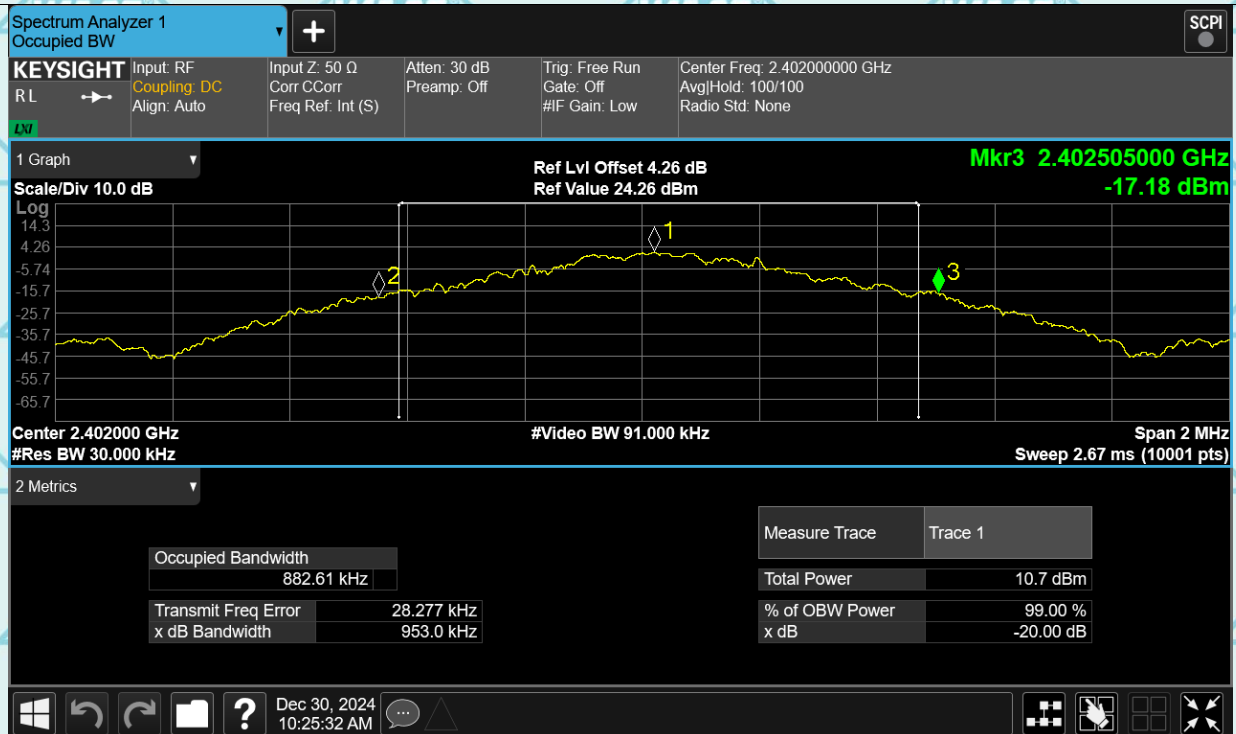 Spectrum Analyzer 1
Occupied BW
▼
+
SCPI
KEYSIGHT
RL
LXI
Input: RF
Coupling: DC
Align: Auto
Input Z: 50 Ω
Corr CCorr
Freq Ref: Int (S)
Atten: 30 dB
Preamp: Off
Trig: Free Run
Gate: Off
#IF Gain: Low
Center Freq: 2.402000000 GHz
Avg|Hold: 100/100
Radio Std: None
1 Graph ▼
Scale/Div 10.0 dB
Ref Lvl Offset 4.26 dB
Ref Value 24.26 dBm
Mkr3 2.402505000 GHz
-17.18 dBm
Log
14.3
4.26
-5.74
-15.7
-25.7
-35.7
-45.7
-55.7
-65.7
1
2
3
Center 2.402000 GHz
#Res BW 30.000 kHz
#Video BW 91.000 kHz
Span 2 MHz
Sweep 2.67 ms (10001 pts)
2 Metrics ▼
Occupied Bandwidth
882.61 kHz
Transmit Freq Error 28.277 kHz
x dB Bandwidth 953.0 kHz
Measure Trace Trace 1
Total Power 10.7 dBm
% of OBW Power 99.00 %
x dB -20.00 dB
?
Dec 30, 2024
10:25:32 AM